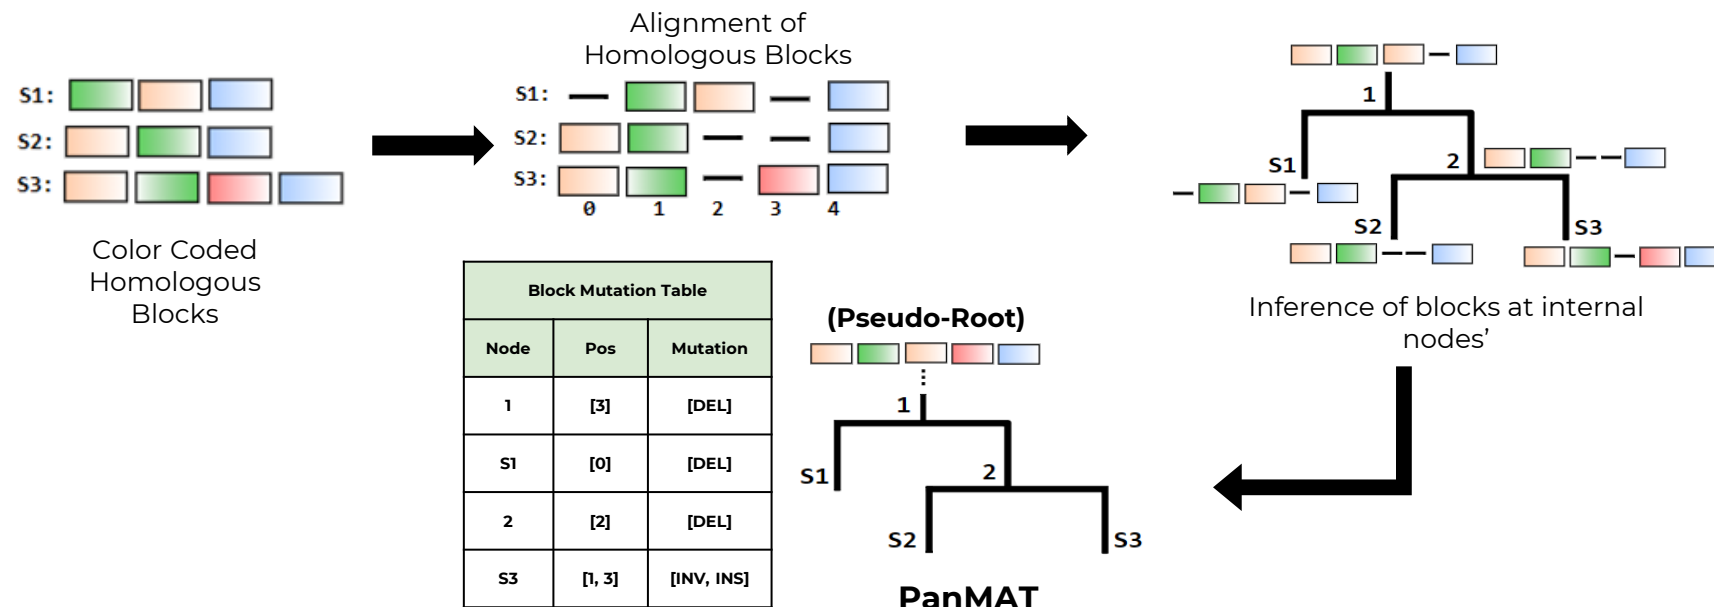 S1:
S2:
S3:
Color Coded
Homologous
Blocks
Alignment of
Homologous Blocks
S1:
S2:
S3:
0 1 2 3 4
1
S1
2
S2
S3
Inference of blocks at internal
nodes’
Block Mutation Table
Node Pos Mutation
1 [3] [DEL]
S1 [0] [DEL]
2 [2] [DEL]
S3 [1, 3] [INV, INS]
(Pseudo-Root)
1
S1
2
S2
S3
PanMAT